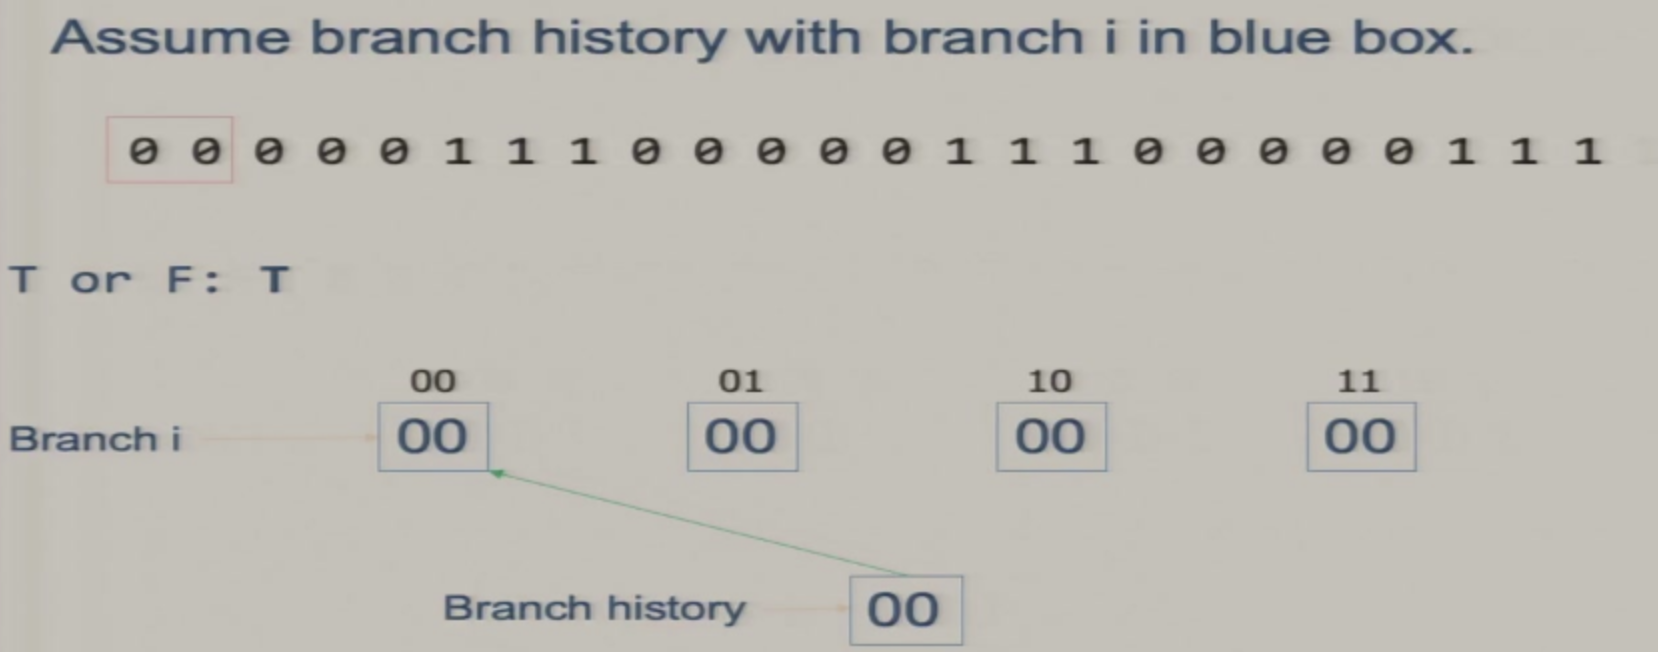 Assume branch history with branch i in blue box.
0 0 0 0 0 1 1 1 0 0 0 0 0 1 1 1 0 0 0 0 0 1 1 1
T or F: T
00 01 10 11
Branch i 00 00 00 00
Branch history 00